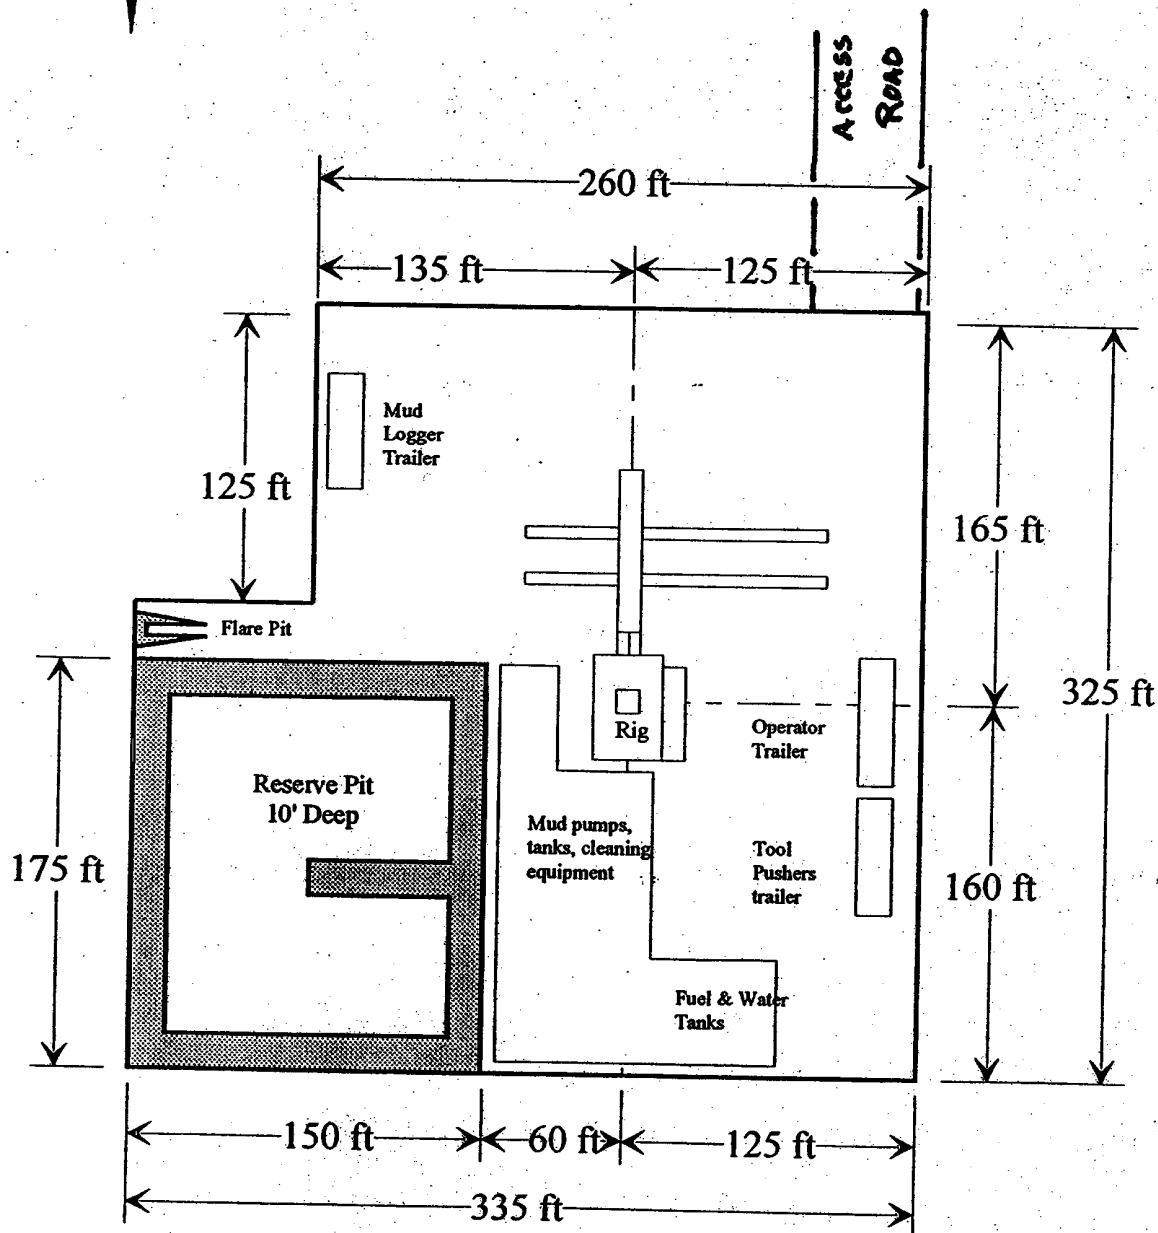 ACCESS
ROAD
260 ft
135 ft
125 ft
Mud
Logger
Trailer
125 ft
165 ft
Flare Pit
325 ft
Rig
Operator
Trailer
Reserve Pit
10' Deep
Mud pumps,
tanks, cleaning
equipment
Tool
Pushers
trailer
175 ft
160 ft
Fuel & Water
Tanks
150 ft
60 ft
125 ft
335 ft